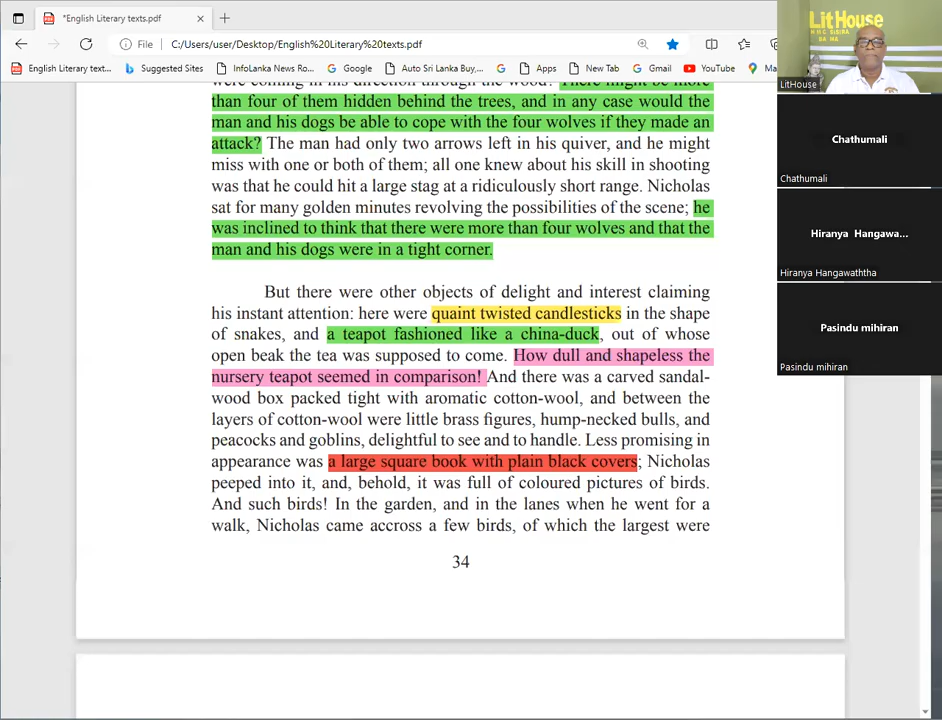 *English Literary texts.pdf
File
C:/Users/user/Desktop/English%20Literary%20texts.pdf
English Literary text...
Suggested Sites
InfoLanka News Ro...
Google
Auto Sri Lanka Buy,...
Apps
New Tab
Gmail
YouTube
Ma
were coming in his direction through the wood? There might be more
than four of them hidden behind the trees, and in any case would the
man and his dogs be able to cope with the four wolves if they made an
attack? The man had only two arrows left in his quiver, and he might
miss with one or both of them; all one knew about his skill in shooting
was that he could hit a large stag at a ridiculously short range. Nicholas
sat for many golden minutes revolving the possibilities of the scene; he
was inclined to think that there were more than four wolves and that the
man and his dogs were in a tight corner.
But there were other objects of delight and interest claiming
his instant attention: here were quaint twisted candlesticks in the shape
of snakes, and a teapot fashioned like a china-duck, out of whose
open beak the tea was supposed to come. How dull and shapeless the
nursery teapot seemed in comparison! And there was a carved sandal-
wood box packed tight with aromatic cotton-wool, and between the
layers of cotton-wool were little brass figures, hump-necked bulls, and
peacocks and goblins, delightful to see and to handle. Less promising in
appearance was a large square book with plain black covers; Nicholas
peeped into it, and, behold, it was full of coloured pictures of birds.
And such birds! In the garden, and in the lanes when he went for a
walk, Nicholas came accross a few birds, of which the largest were
34
LitHouse
LitHouse
Chathumali
Chathumali
Hiranya Hangawa...
Hiranya Hangawaththa
Pasindu mihiran
Pasindu mihiran